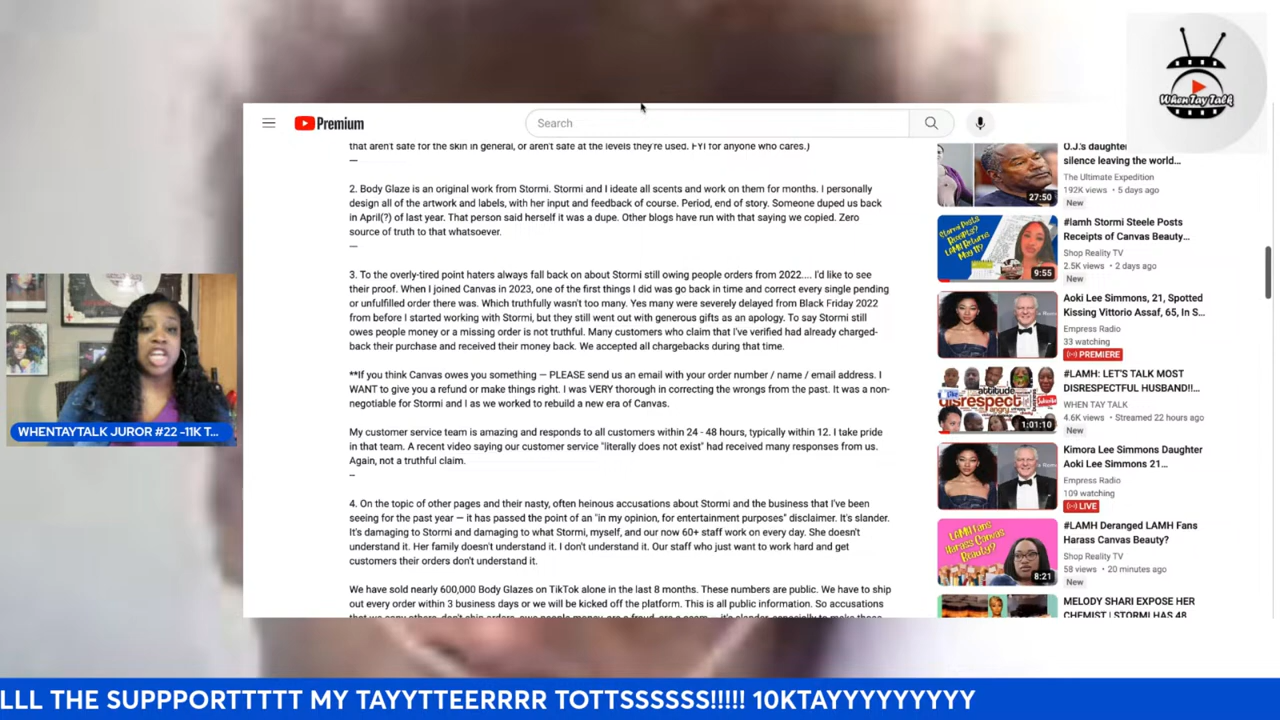 WhenTayTalk
Premium
Search
that aren't safe for the skin in general, or aren't safe at the levels they're used. FYI for anyone who cares.)
—
2. Body Glaze is an original work from Stormi. Stormi and I ideate all scents and work on them for months. I personally
design all of the artwork and labels, with her input and feedback of course. Period, end of story. Someone duped us back
in April(?) of last year. That person said herself it was a dupe. Other blogs have run with that saying we copied. Zero
source of truth to that whatsoever.
—
3. To the overly-tired point haters always fall back on about Stormi still owing people orders from 2022.... I'd like to see
their proof. When I joined Canvas in 2023, one of the first things I did was go back in time and correct every single pending
or unfulfilled order there was. Which truthfully wasn't too many. Yes many were severely delayed from Black Friday 2022
from before I started working with Stormi, but they still went out with generous gifts as an apology. To say Stormi still
owes people money or a missing order is not truthful. Many customers who claim that I've verified had already charged-
back their purchase and received their money back. We accepted all chargebacks during that time.
**If you think Canvas owes you something — PLEASE send us an email with your order number / name / email address. I
WANT to give you a refund or make things right. I was VERY thorough in correcting the wrongs from the past. It was a non-
negotiable for Stormi and I as we worked to rebuild a new era of Canvas.
My customer service team is amazing and responds to all customers within 24 - 48 hours, typically within 12. I take pride
in that team. A recent video saying our customer service "literally does not exist" had received many responses from us.
Again, not a truthful claim.
–
4. On the topic of other pages and their nasty, often heinous accusations about Stormi and the business that I've been
seeing for the past year — it has passed the point of an "in my opinion, for entertainment purposes" disclaimer. It's slander.
It's damaging to Stormi and damaging to what Stormi, myself, and our now 60+ staff work on every day. She doesn't
understand it. Her family doesn't understand it. I don't understand it. Our staff who just want to work hard and get
customers their orders don't understand it.
We have sold nearly 600,000 Body Glazes on TikTok alone in the last 8 months. These numbers are public. We have to ship
out every order within 3 business days or we will be kicked off the platform. This is all public information. So accusations
O.J.'s daughter
silence leaving the world...
The Ultimate Expedition
192K views • 5 days ago
New
27:50
#lamh Stormi Steele Posts
Receipts of Canvas Beauty...
Shop Reality TV
2.5K views • 2 days ago
New
9:55
Aoki Lee Simmons, 21, Spotted
Kissing Vittorio Assaf, 65, In S...
Empress Radio
33 watching
PREMIERE
#LAMH: LET'S TALK MOST
DISRESPECTFUL HUSBAND!!...
WHEN TAY TALK
4.6K views • Streamed 22 hours ago
New
1:01:10
Kimora Lee Simmons Daughter
Aoki Lee Simmons 21...
Empress Radio
109 watching
LIVE
#LAMH Deranged LAMH Fans
Harass Canvas Beauty?
Shop Reality TV
58 views • 20 minutes ago
New
8:21
MELODY SHARI EXPOSE HER
CHEMIST | STORMI HAS 48
WHENTAYTALK JUROR #22 -11K T...
LLL THE SUPPPORTTTTT MY TAYYTTEERRRR TOTTSSSSSS!!!!! 10KTAYYYYYYYYY